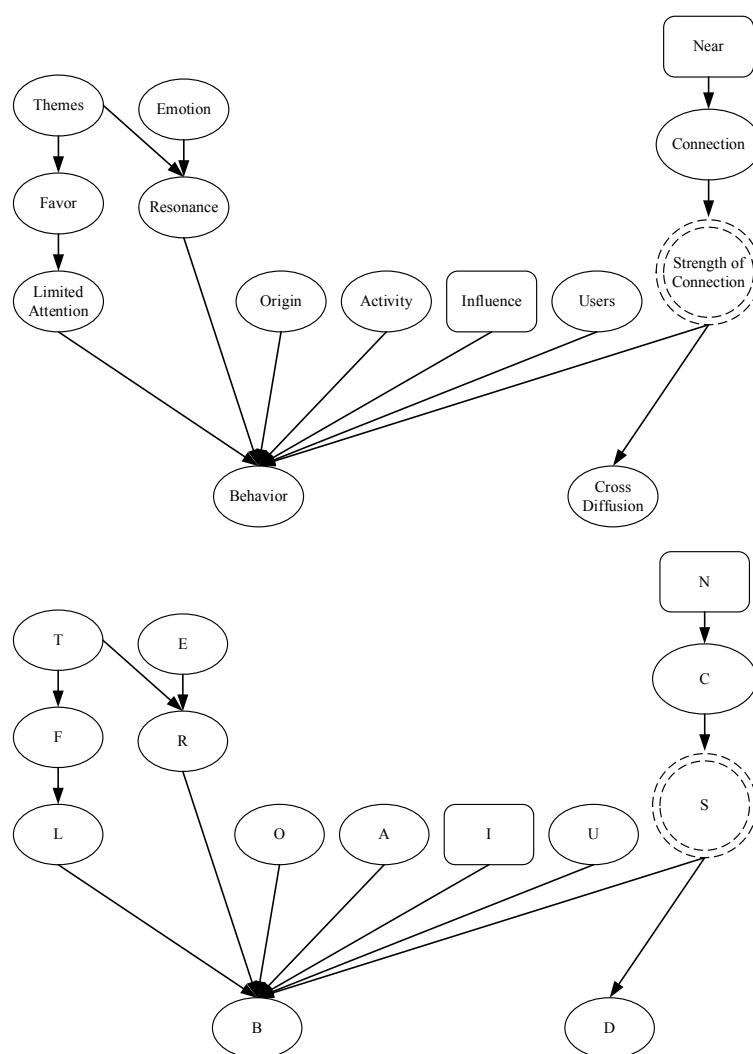 Near
Themes
Emotion
Connection
Favor
Resonance
Strength of
Connection
Limited
Attention
Origin
Activity
Influence
Users
Behavior
Cross
Diffusion
N
T
E
C
F
R
S
L
O
A
I
U
B
D